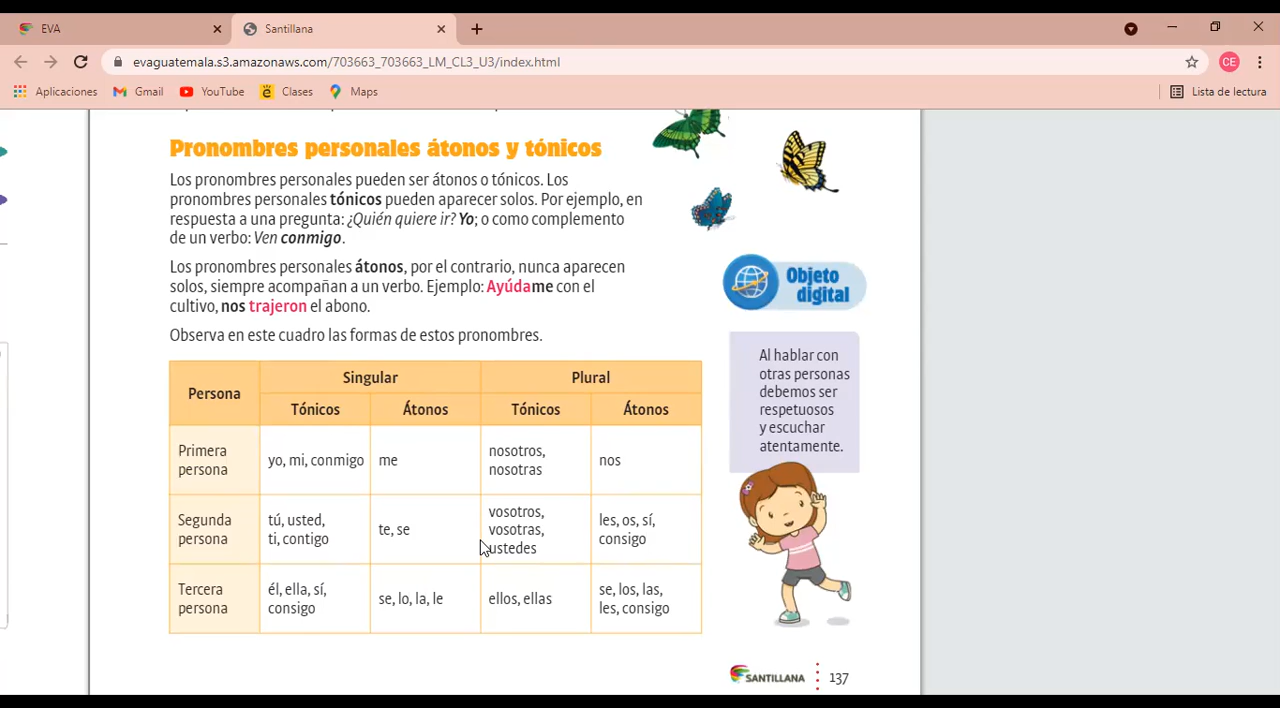 EVA
Santillana
evaguatemala.s3.amazonaws.com/703663_703663_LM_CL3_U3/index.html
CE
Aplicaciones
Gmail
YouTube
Clases
Maps
Lista de lectura
Pronombres personales átonos y tónicos
Los pronombres personales pueden ser átonos o tónicos. Los
pronombres personales tónicos pueden aparecer solos. Por ejemplo, en
respuesta a una pregunta: ¿Quién quiere ir? Yo; o como complemento
de un verbo: Ven conmigo.
Los pronombres personales átonos, por el contrario, nunca aparecen
solos, siempre acompañan a un verbo. Ejemplo: Ayúdame con el
cultivo, nos trajeron el abono.
Observa en este cuadro las formas de estos pronombres.
Persona
Singular
Plural
Tónicos
Átonos
Tónicos
Átonos
Primera
persona
yo, mi, conmigo
me
nosotros,
nosotras
nos
Segunda
persona
tú, usted,
ti, contigo
te, se
vosotros,
vosotras,
ustedes
les, os, sí,
consigo
Tercera
persona
él, ella, sí,
consigo
se, lo, la, le
ellos, ellas
se, los, las,
les, consigo
Objeto
digital
Al hablar con
otras personas
debemos ser
respetuosos
y escuchar
atentamente.
SANTILLANA
137